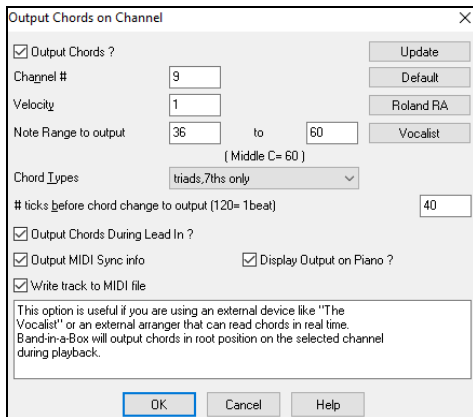 Output Chords on Channel
Output Chords ? Update
Channel # 9 Default
Velocity 1 Roland RA
Note Range to output 36 to 60 Vocalist
( Middle C= 60 )
Chord Types triads,7ths only
# ticks before chord change to output (120= 1beat) 40
Output Chords During Lead In ?
Output MIDI Sync info Display Output on Piano ?
Write track to MIDI file
This option is useful if you are using an external device like "The
Vocalist" or an external arranger that can read chords in real time.
Band-in-a-Box will output chords in root position on the selected channel
during playback.
OK Cancel Help